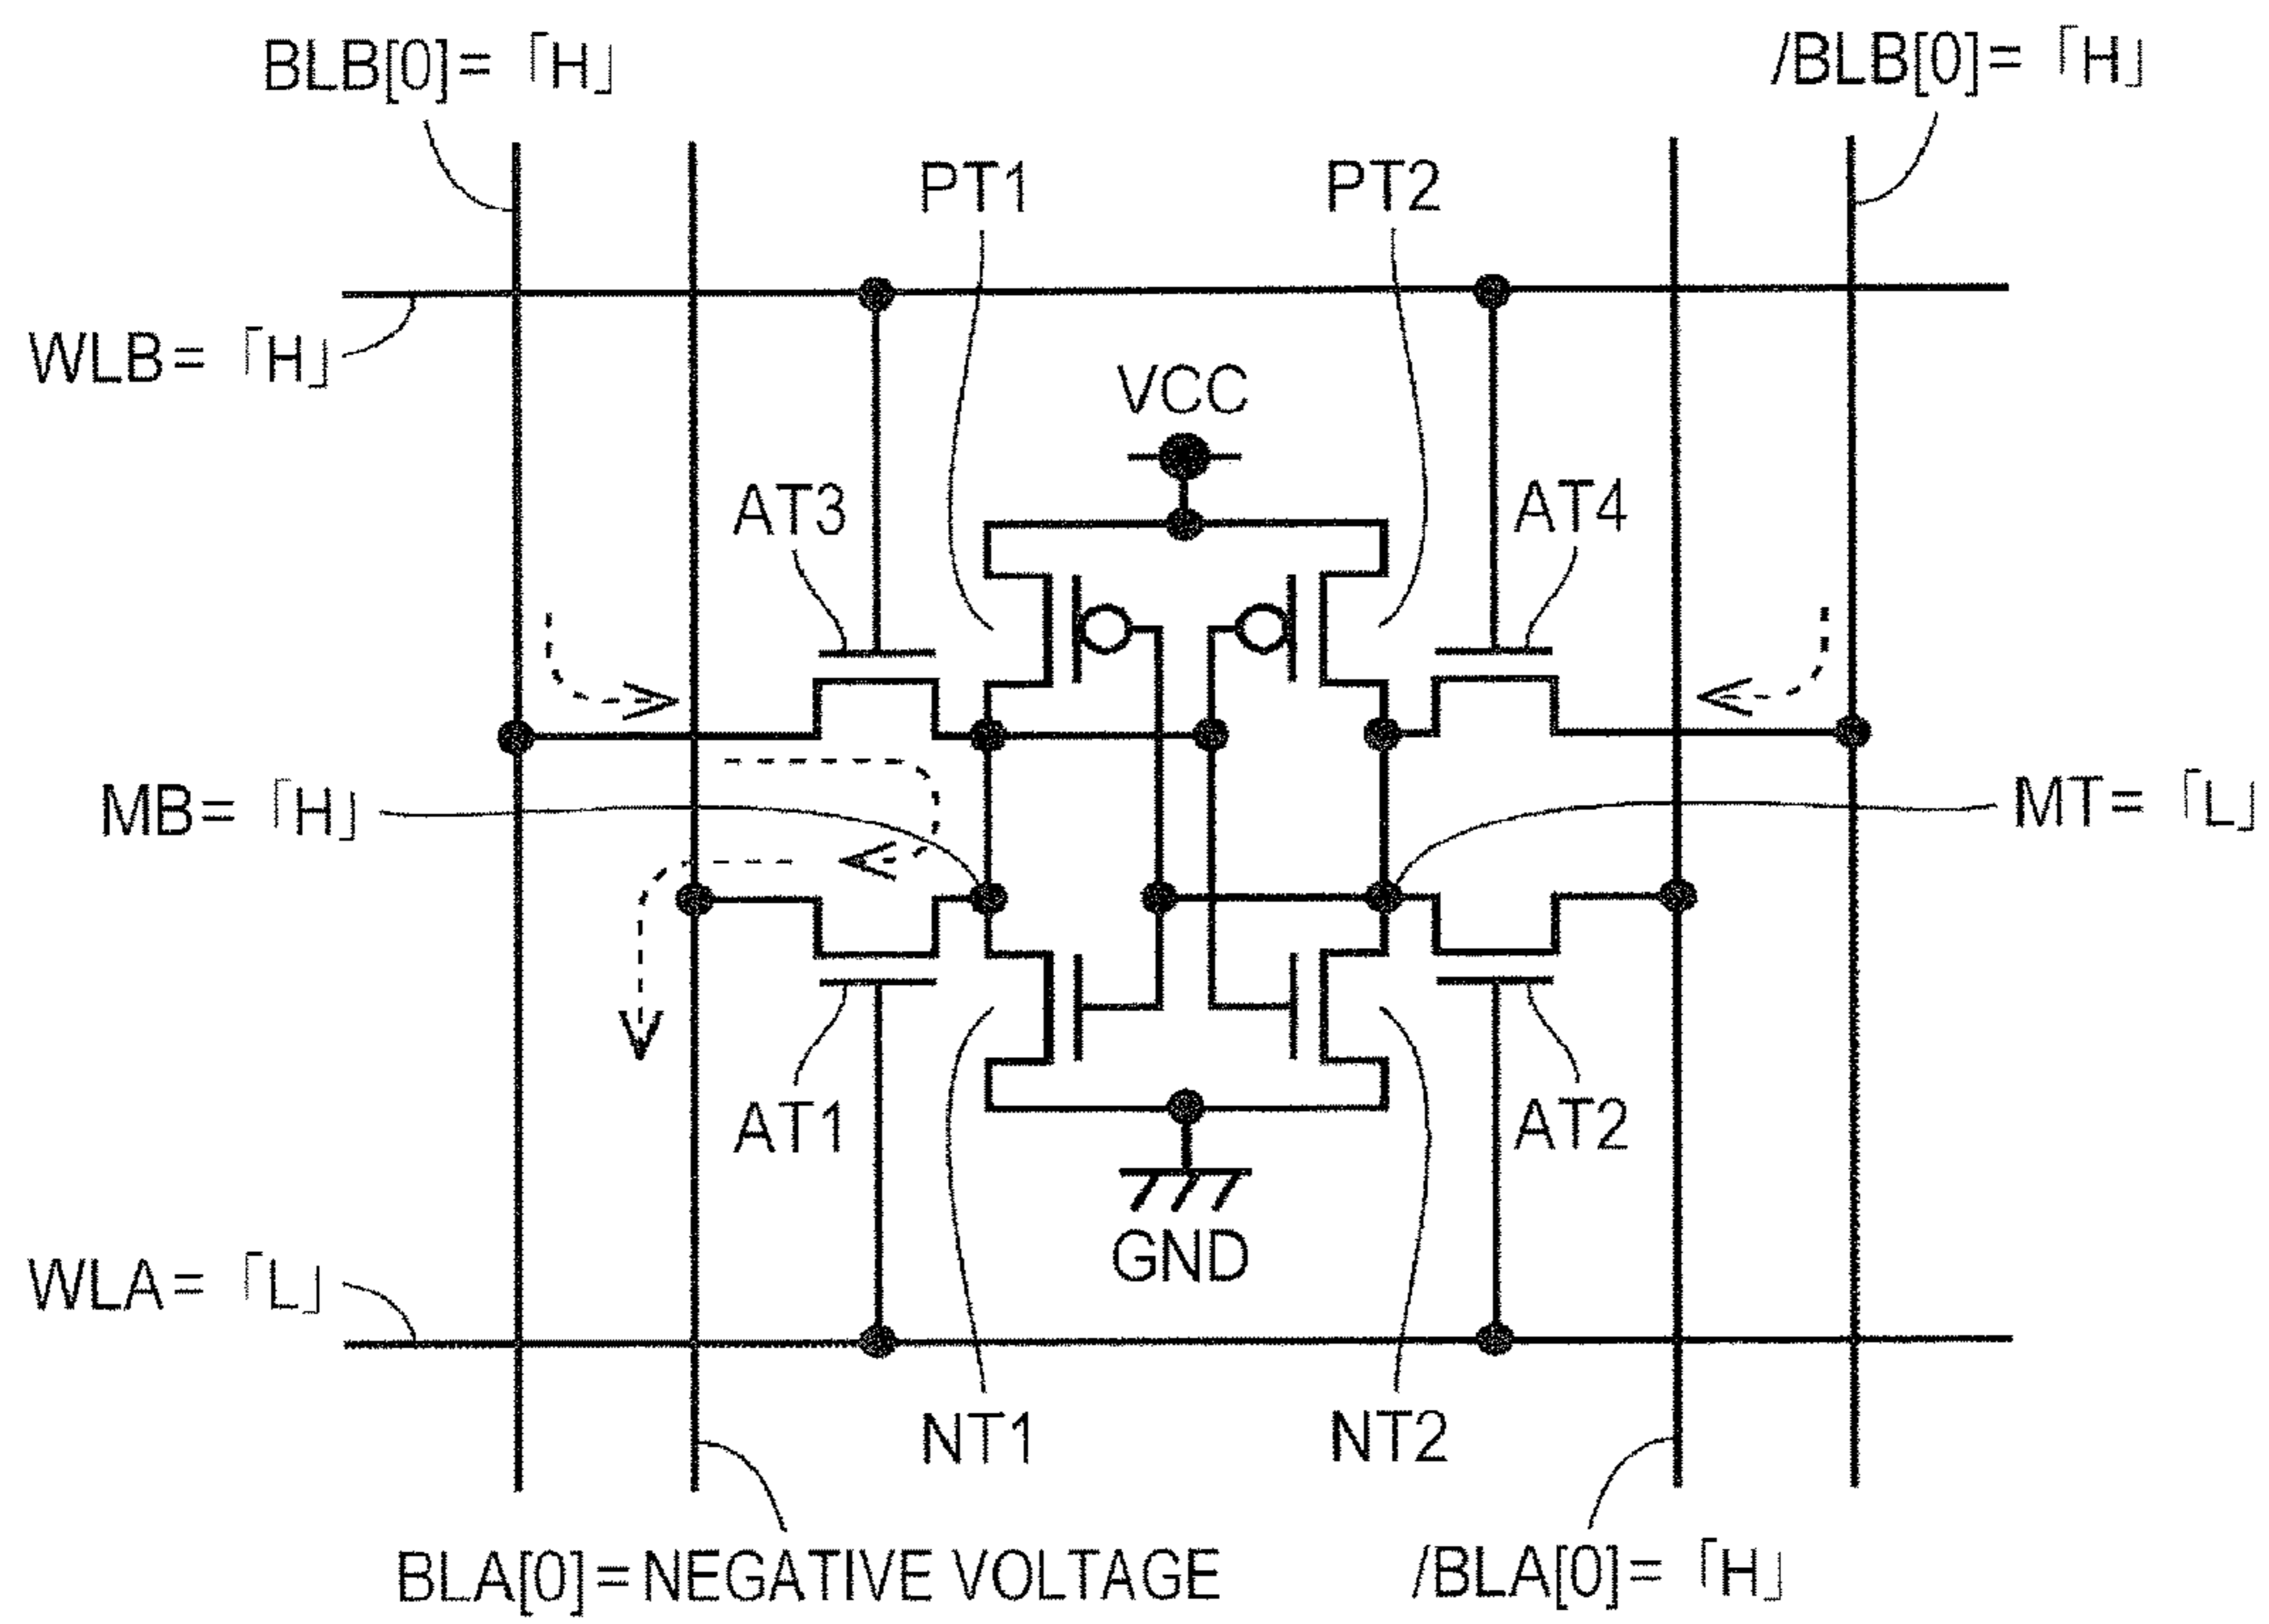 BLB[0]=「H」
/BLB[0]=「H」
PT1
PT2
WLB=「H」
VCC
AT3
AT4
MB=「H」
MT=「L」
AT1
AT2
GND
WLA=「L」
NT1
NT2
BLA[0]=NEGATIVE VOLTAGE
/BLA[0]=「H」